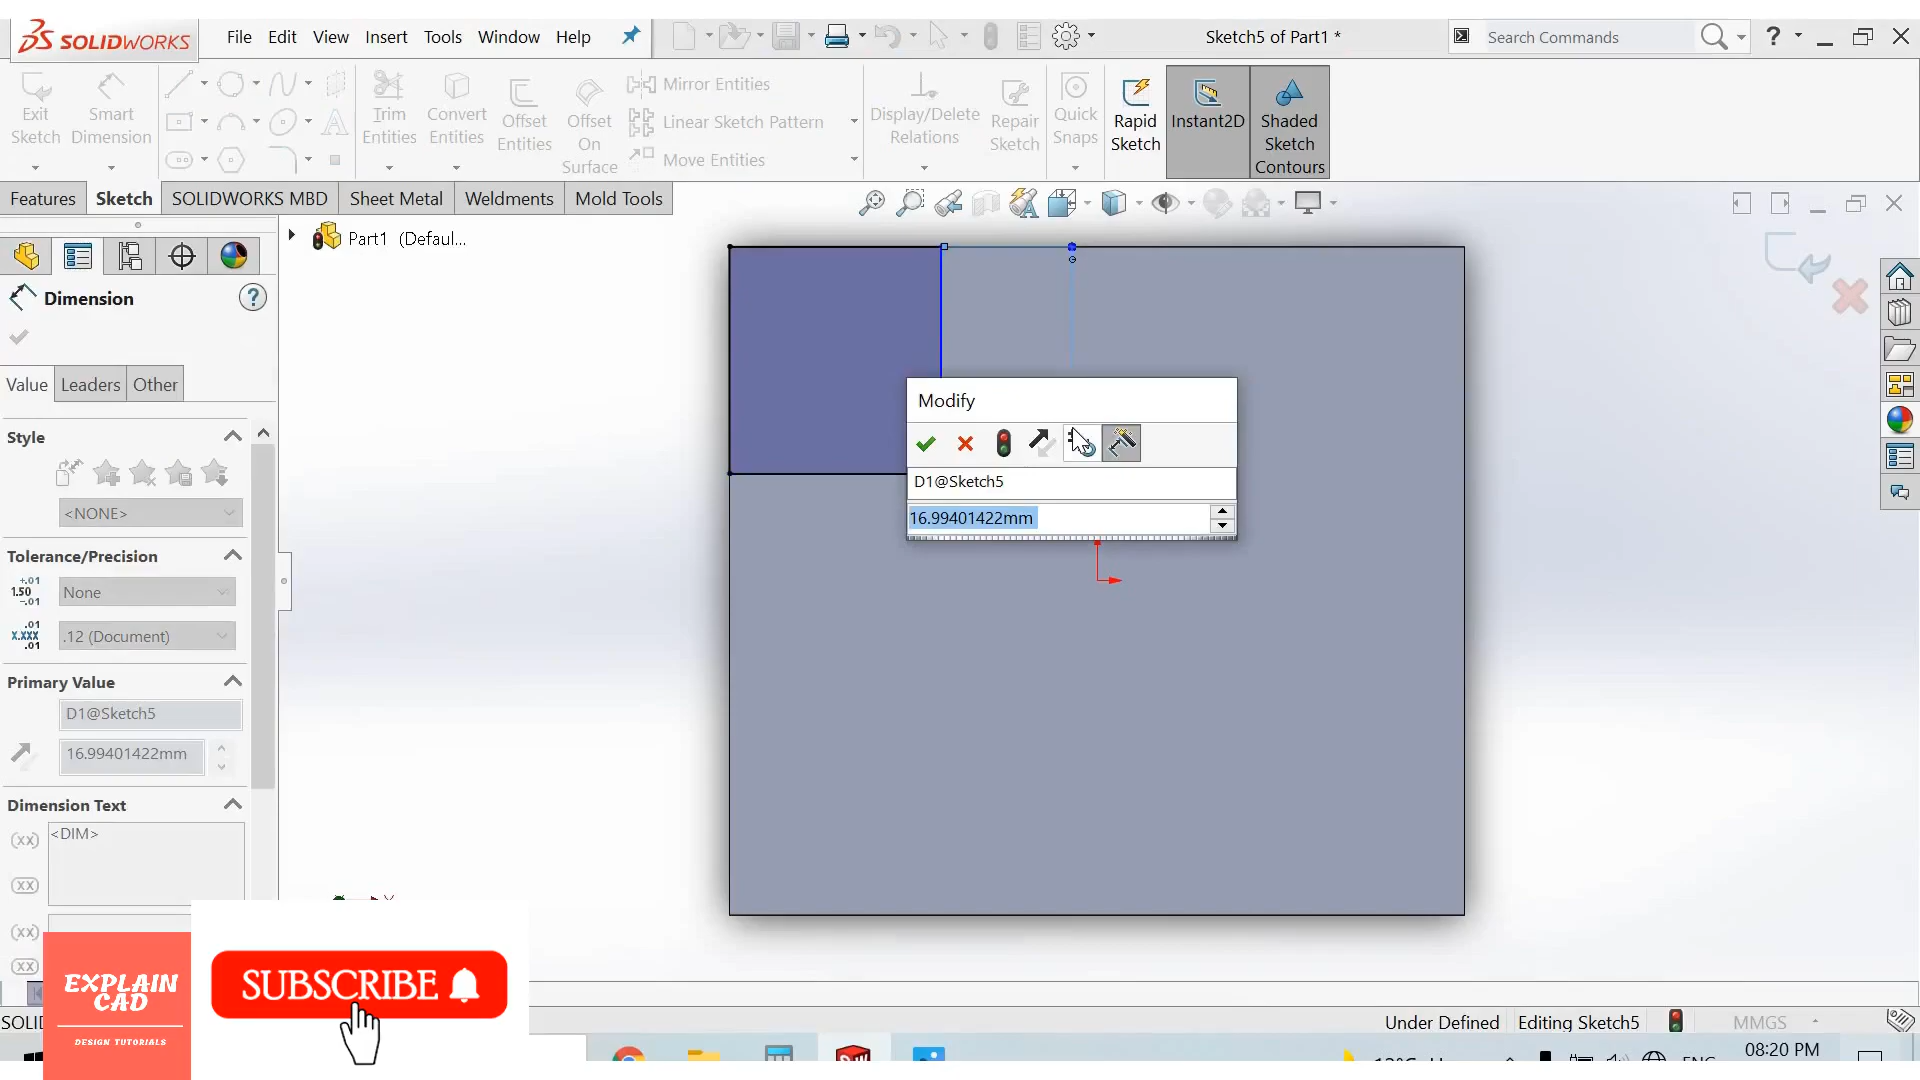 SOLIDWORKS File Edit View Insert Tools Window Help Sketch5 of Part1 * Search Commands ?
Exit Sketch
Smart Dimension
Trim Entities
Convert Entities
Offset Entities
Offset On Surface
Mirror Entities
Linear Sketch Pattern
Move Entities
Display/Delete Relations
Repair Sketch
Quick Snaps
Rapid Sketch
Instant2D
Shaded Sketch Contours
Features Sketch SOLIDWORKS MBD Sheet Metal Weldments Mold Tools
Part1 (Defaul...
Dimension ?
Value Leaders Other
Style
<NONE>
Tolerance/Precision
None
.12 (Document)
Primary Value
D1@Sketch5
16.99401422mm
Dimension Text
<DIM>
(xx)
(xx)
(xx)
(xx)
Modify
D1@Sketch5
16.99401422mm
EXPLAIN
CAD
DESIGN TUTORIALS
SUBSCRIBE
Under Defined Editing Sketch5 MMGS
08:20 PM